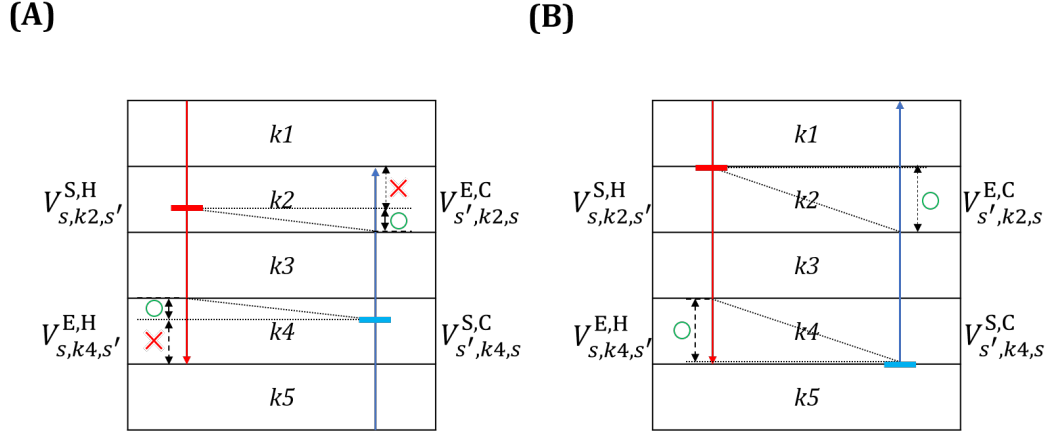 (A)
(B)
k1
k1
V^{S,H}_{s,k2,s'}
k2
V^{E,C}_{s',k2,s}
V^{S,H}_{s,k2,s'}
k2
V^{E,C}_{s',k2,s}
k3
k3
V^{E,H}_{s,k4,s'}
k4
V^{S,C}_{s',k4,s}
V^{E,H}_{s,k4,s'}
k4
V^{S,C}_{s',k4,s}
k5
k5